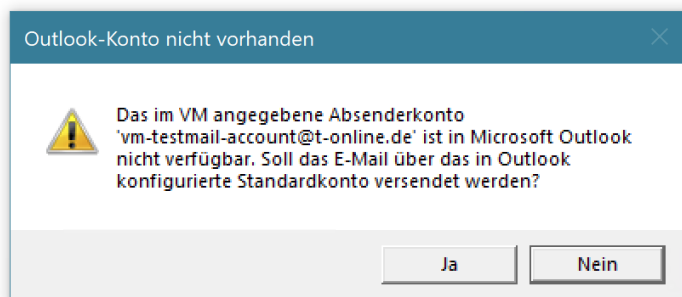 Outlook-Konto nicht vorhanden
Das im VM angegebene Absenderkonto
'vm-testmail-account@t-online.de' ist in Microsoft Outlook
nicht verfügbar. Soll das E-Mail über das in Outlook
konfigurierte Standardkonto versendet werden?
Ja
Nein